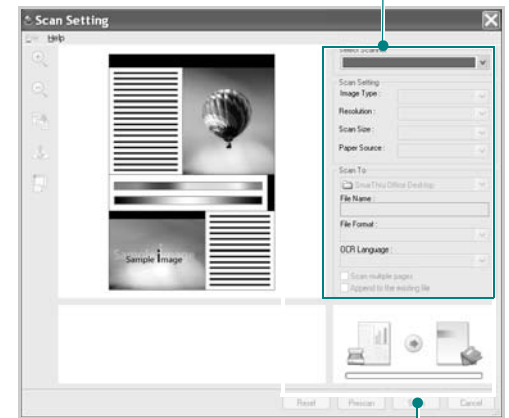 Scan Setting
Help
Select Scanner
Scan Setting
Image Type :
Resolution :
Scan Size :
Paper Source :
Scan To
SmarThru Office Desktop
File Name :
File Format :
OCR Language :
Scan multiple pages
Append to the existing file
Sample Image
Reset Prescan Cancel